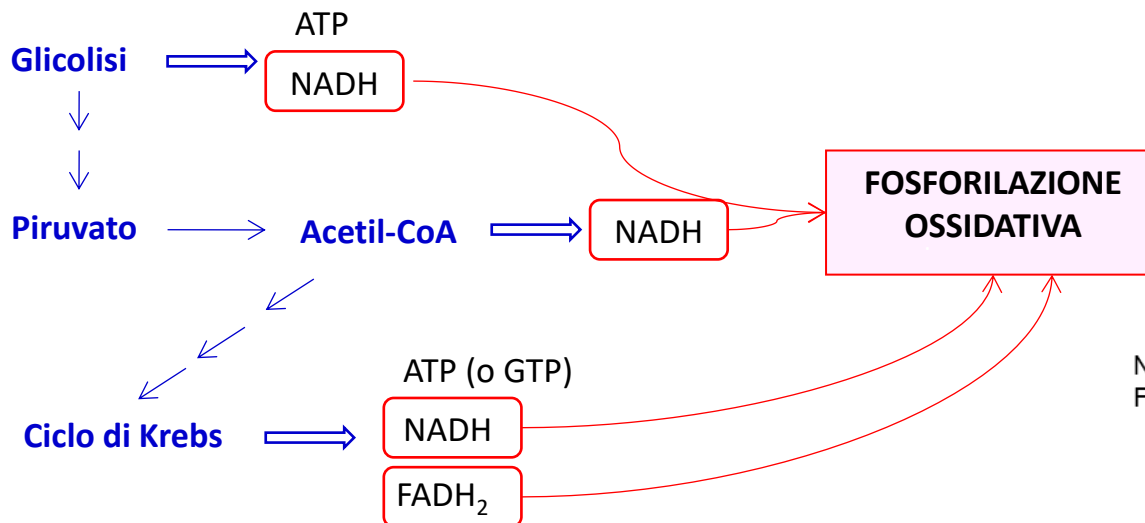 ATP
Glicolisi
NADH
FOSFORILAZIONE
OSSIDATIVA
Piruvato
Acetil-CoA
NADH
ATP (o GTP)
N
F
NADH
Ciclo di Krebs
FADH₂